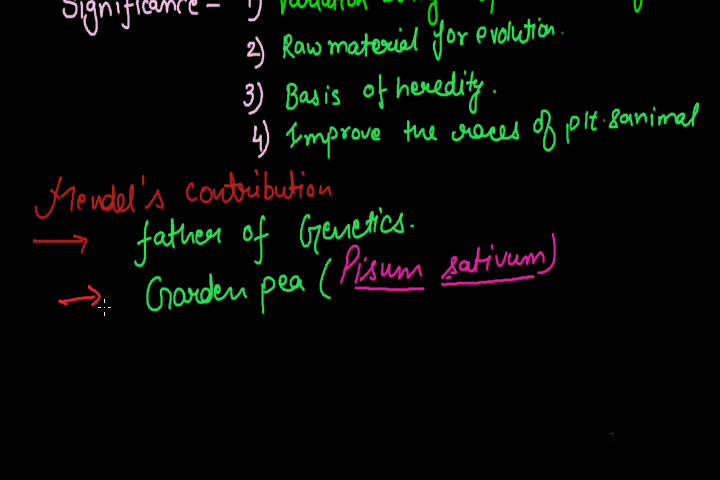 Significance - 1) Variation
2) Raw material for evolution.
3) Basis of heredity.
4) Improve the races of plt. & animal
Mendel's contribution
→ father of Genetics.
→ Garden pea (Pisum sativum)